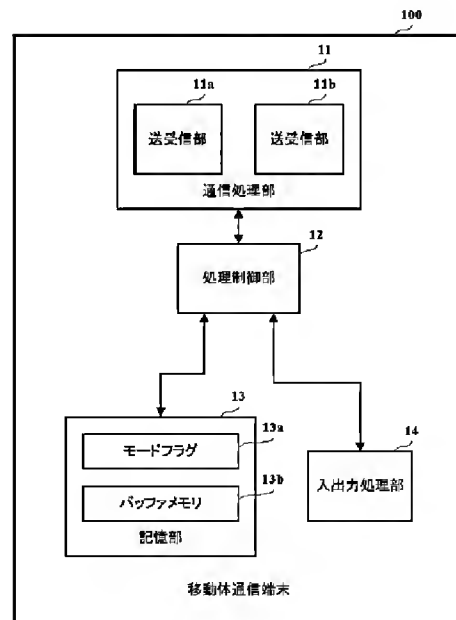 100
11
11a
11b
送受信部
送受信部
通信処理部
12
処理制御部
13
13a
モードフラグ
13b
バッファメモリ
記憶部
14
入出力処理部
移動体通信端末